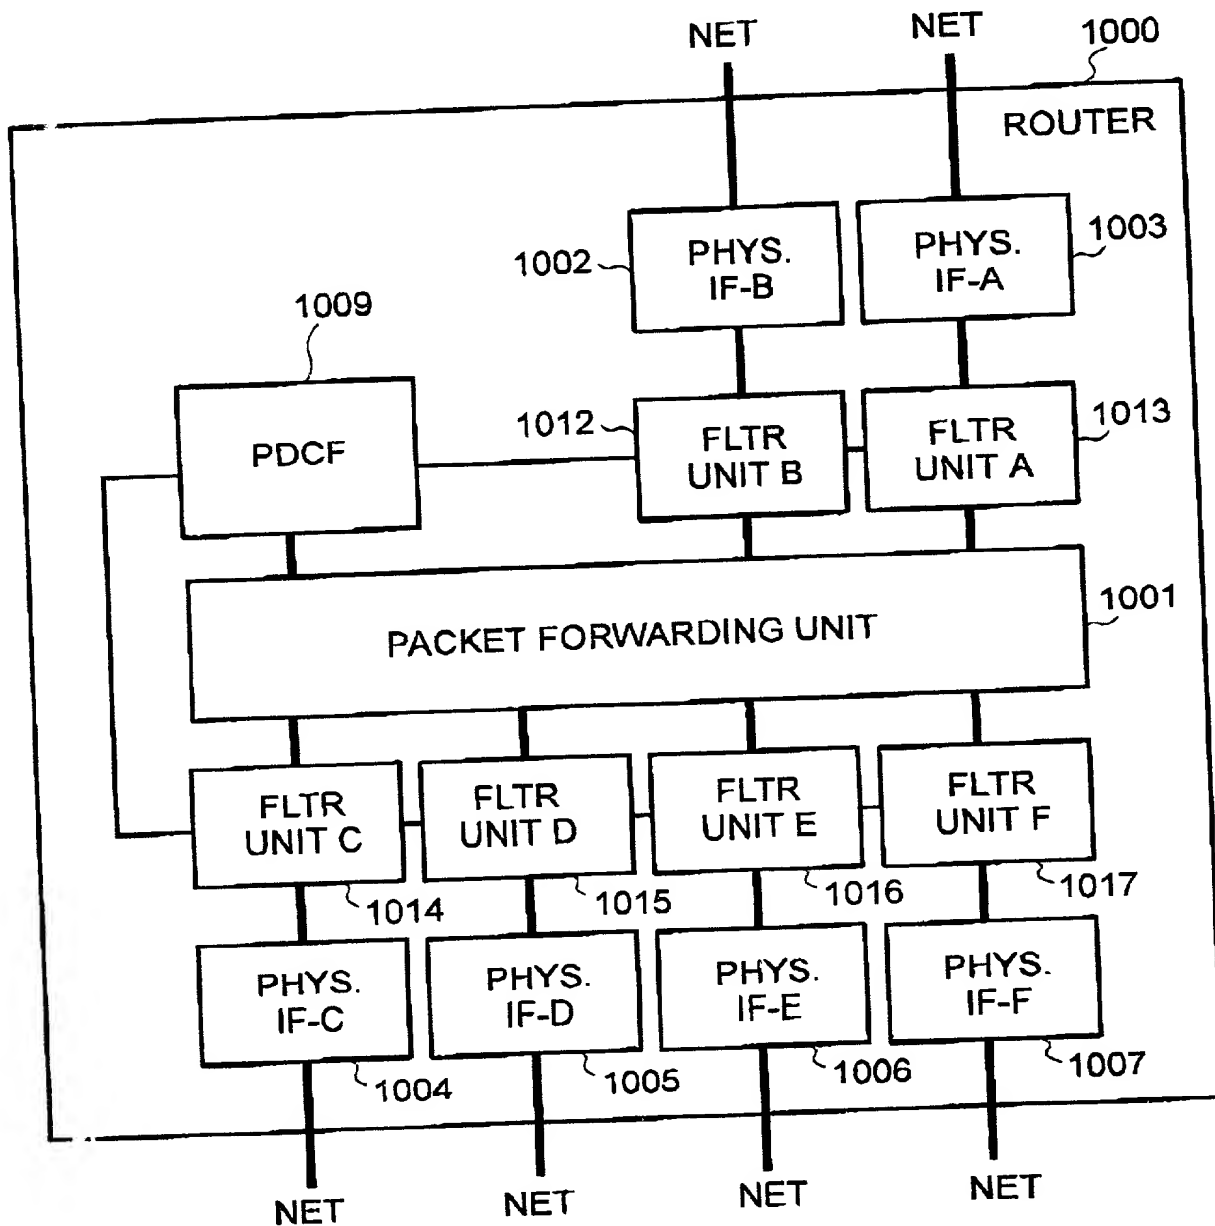 NET
NET
1000
ROUTER
1002
PHYS.
IF-B
PHYS.
IF-A
1003
1009
PDCF
1012
FLTR
UNIT B
FLTR
UNIT A
1013
PACKET FORWARDING UNIT
1001
FLTR
UNIT C
FLTR
UNIT D
FLTR
UNIT E
FLTR
UNIT F
1014
1015
1016
1017
PHYS.
IF-C
PHYS.
IF-D
PHYS.
IF-E
PHYS.
IF-F
1004
1005
1006
1007
NET
NET
NET
NET